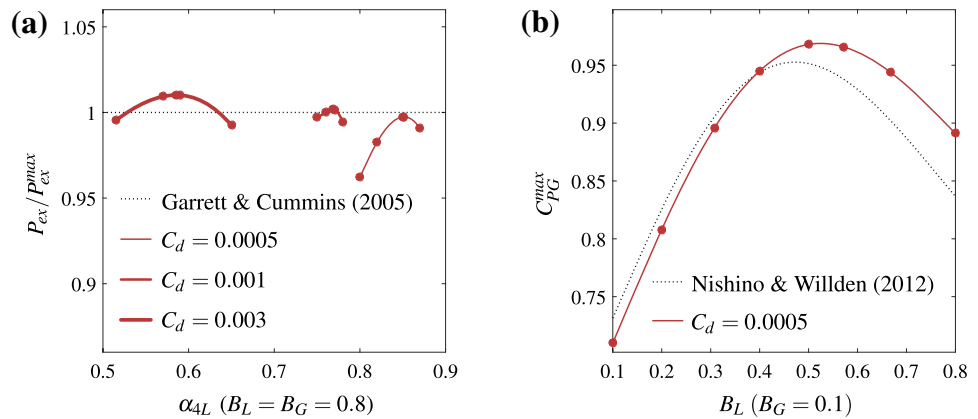 (a)
1.05
1
0.95
0.9
P_ex/P_ex^max
Garrett & Cummins (2005)
C_d = 0.0005
C_d = 0.001
C_d = 0.003
0.5 0.6 0.7 0.8 0.9
α_4L (B_L = B_G = 0.8)
(b)
0.95
0.9
0.85
0.8
0.75
C_PG^max
Nishino & Willden (2012)
C_d = 0.0005
0.1 0.2 0.3 0.4 0.5 0.6 0.7 0.8
B_L (B_G = 0.1)